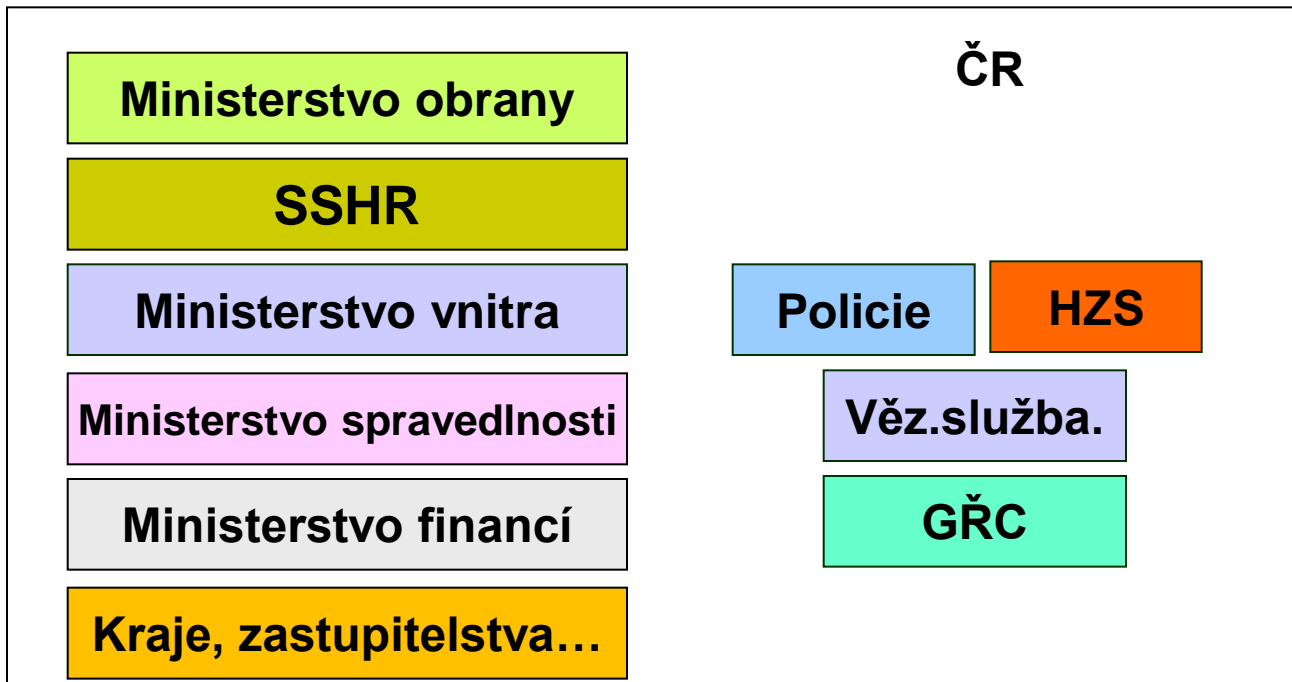 ČR
Ministerstvo obrany
SSHR
Ministerstvo vnitra
Policie
HZS
Ministerstvo spravedlnosti
Věz.služba.
Ministerstvo financí
GŘC
Kraje, zastupitelstva…